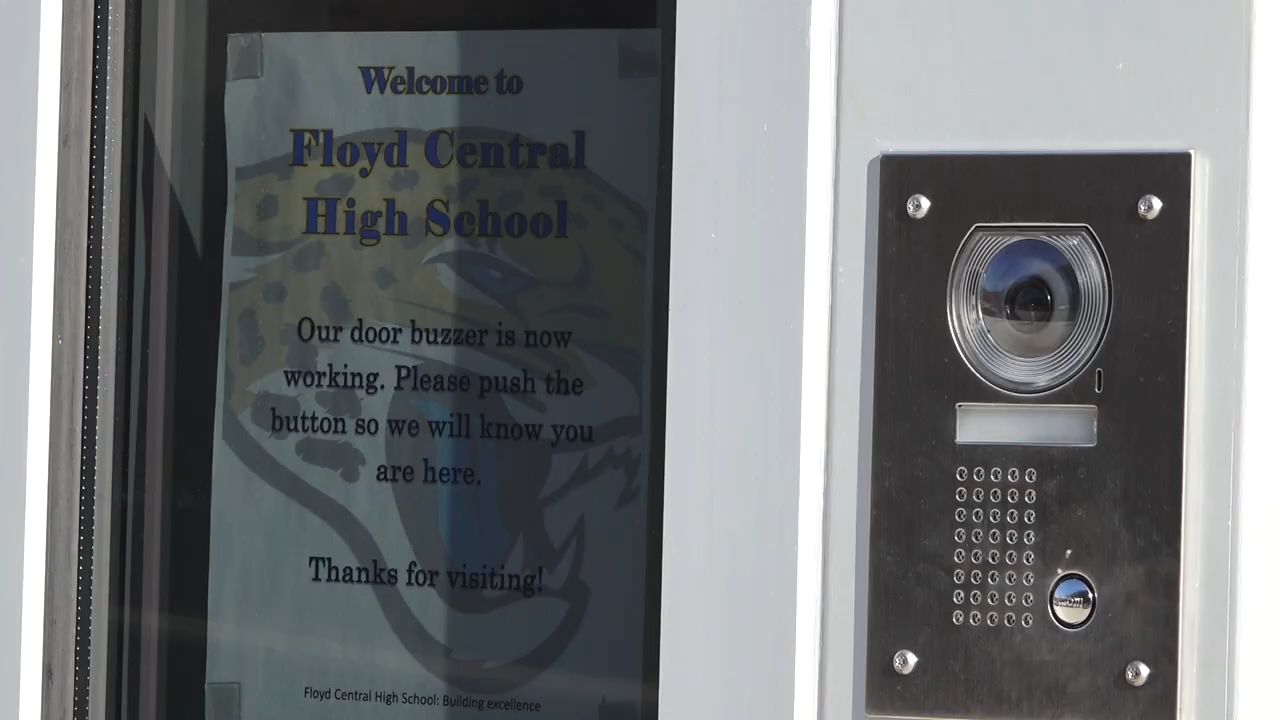 Welcome to
Floyd Central
High School
Our door buzzer is now
working. Please push the
button so we will know you
are here.
Thanks for visiting!
Floyd Central High School: Building excellence